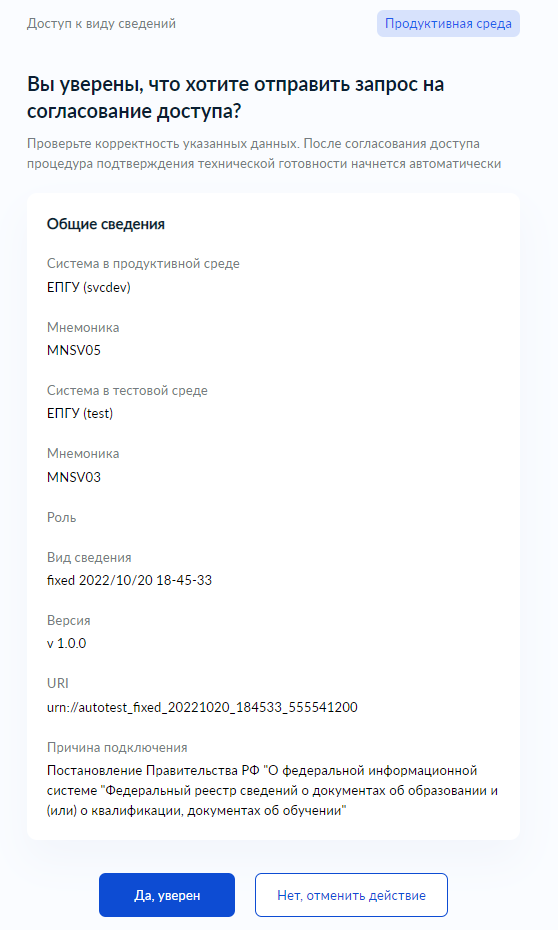 Доступ к виду сведений
Продуктивная среда
Вы уверены, что хотите отправить запрос на
согласование доступа?
Проверьте корректность указанных данных. После согласования доступа
процедура подтверждения технической готовности начнется автоматически
Общие сведения
Система в продуктивной среде
ЕПГУ (svcdev)
Мнемоника
MNSV05
Система в тестовой среде
ЕПГУ (test)
Мнемоника
MNSV03
Роль
Вид сведения
fixed 2022/10/20 18-45-33
Версия
v 1.0.0
URI
urn://autotest_fixed_20221020_184533_555541200
Причина подключения
Постановление Правительства РФ "О федеральной информационной
системе "Федеральный реестр сведений о документах об образовании и
(или) о квалификации, документах об обучении"
Да, уверен
Нет, отменить действие